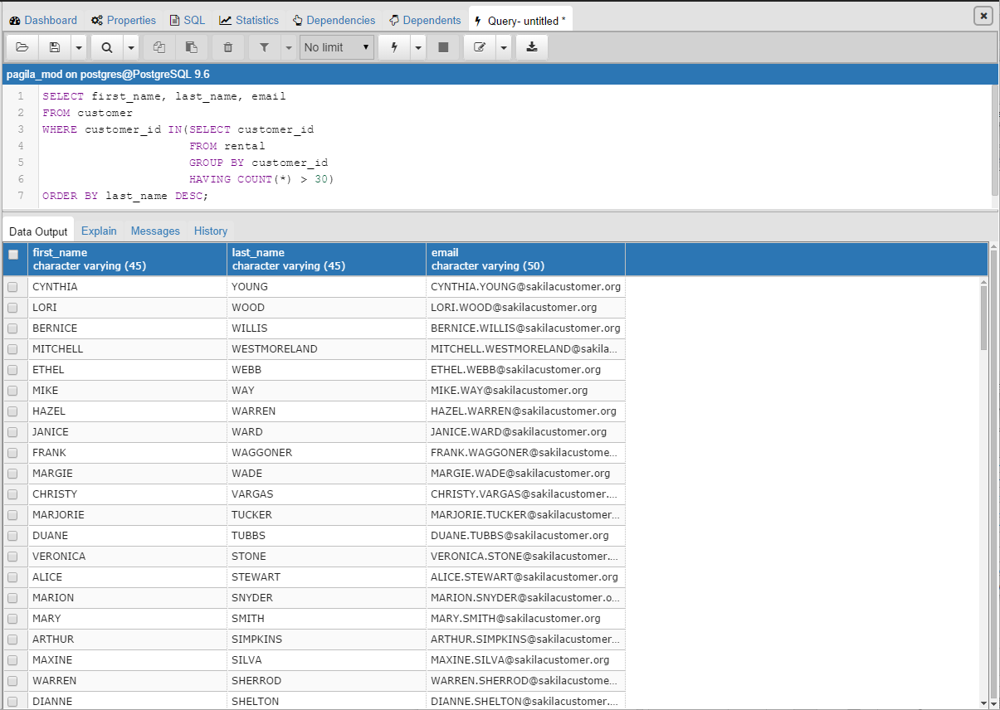 Dashboard Properties SQL Statistics Dependencies Dependents Query- untitled *
No limit
pagila_mod on postgres@PostgreSQL 9.6
1 SELECT first_name, last_name, email
2 FROM customer
3 WHERE customer_id IN(SELECT customer_id
4 FROM rental
5 GROUP BY customer_id
6 HAVING COUNT(*) > 30)
7 ORDER BY last_name DESC;
Data Output Explain Messages History
first_name last_name email
character varying (45) character varying (45) character varying (50)
CYNTHIA YOUNG CYNTHIA.YOUNG@sakilacustomer.org
LORI WOOD LORI.WOOD@sakilacustomer.org
BERNICE WILLIS BERNICE.WILLIS@sakilacustomer.org
MITCHELL WESTMORELAND MITCHELL.WESTMORELAND@sakila...
ETHEL WEBB ETHEL.WEBB@sakilacustomer.org
MIKE WAY MIKE.WAY@sakilacustomer.org
HAZEL WARREN HAZEL.WARREN@sakilacustomer.org
JANICE WARD JANICE.WARD@sakilacustomer.org
FRANK WAGGONER FRANK.WAGGONER@sakilacustome...
MARGIE WADE MARGIE.WADE@sakilacustomer.org
CHRISTY VARGAS CHRISTY.VARGAS@sakilacustomer....
MARJORIE TUCKER MARJORIE.TUCKER@sakilacustomer...
DUANE TUBBS DUANE.TUBBS@sakilacustomer.org
VERONICA STONE VERONICA.STONE@sakilacustomer....
ALICE STEWART ALICE.STEWART@sakilacustomer.org
MARION SNYDER MARION.SNYDER@sakilacustomer.o...
MARY SMITH MARY.SMITH@sakilacustomer.org
ARTHUR SIMPKINS ARTHUR.SIMPKINS@sakilacustomer...
MAXINE SILVA MAXINE.SILVA@sakilacustomer.org
WARREN SHERROD WARREN.SHERROD@sakilacustome...
DIANNE SHELTON DIANNE.SHELTON@sakilacustomer....